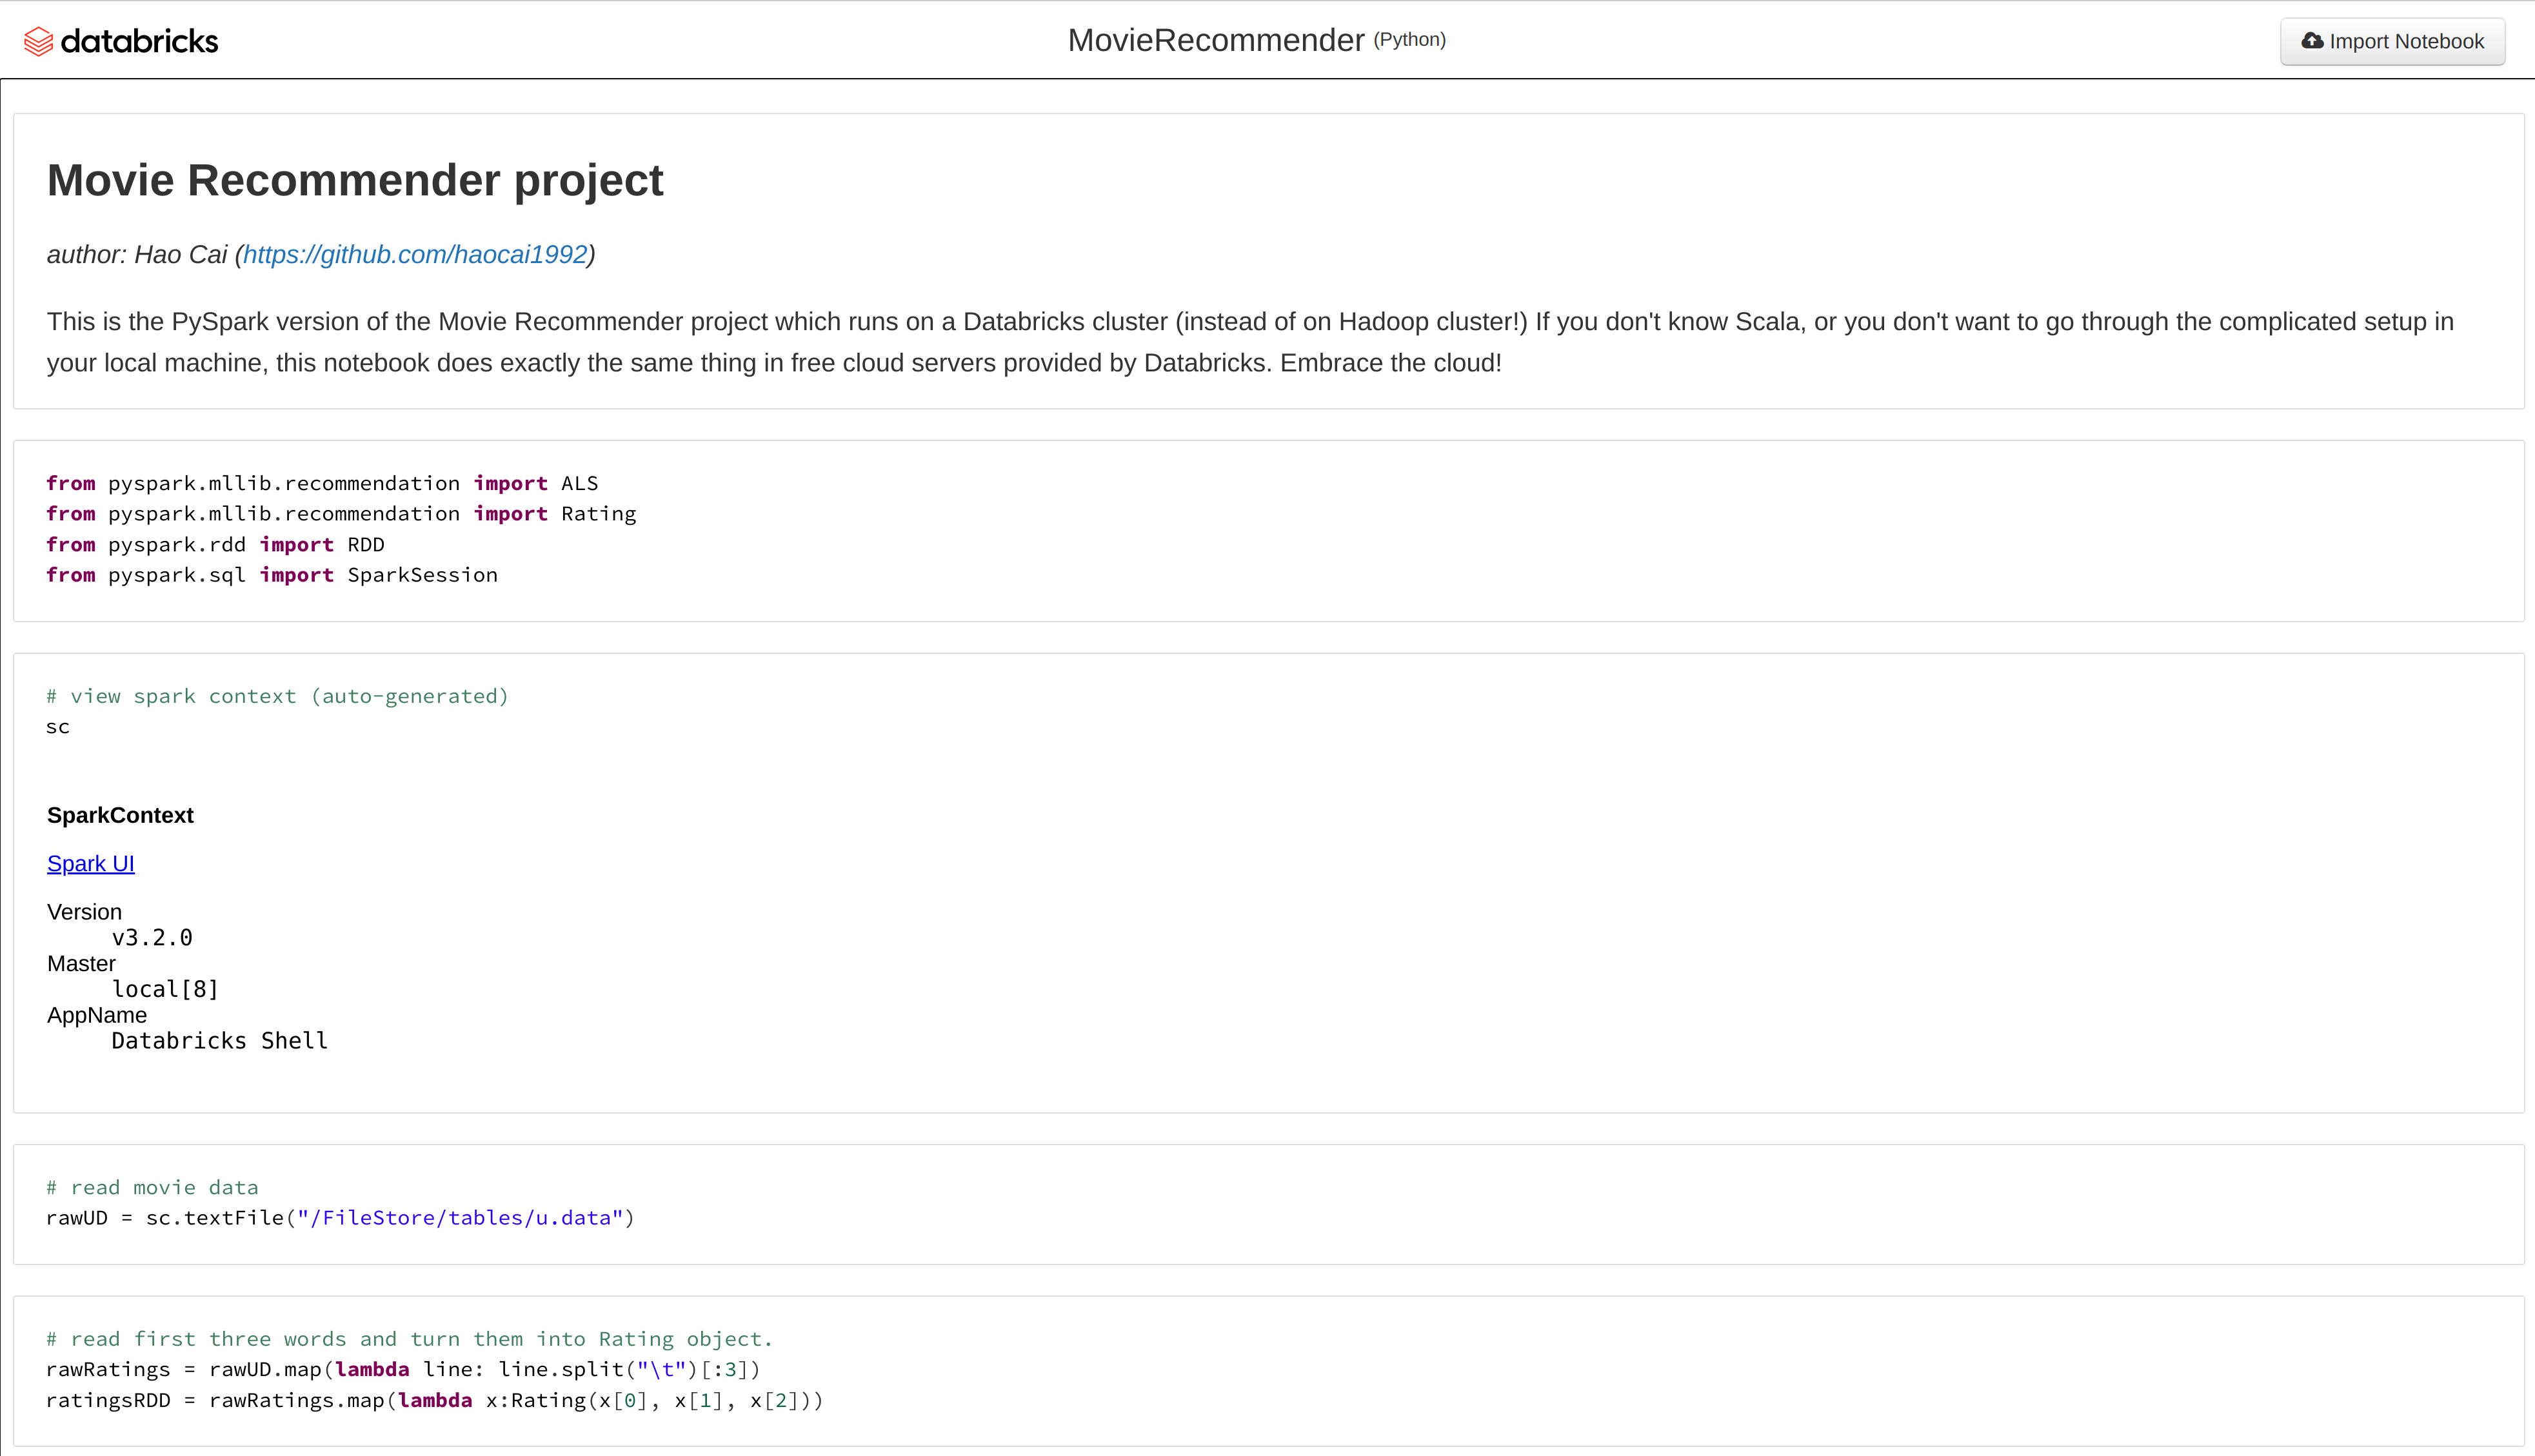 databricks
MovieRecommender (Python)
Import Notebook
Movie Recommender project
author: Hao Cai (https://github.com/haocai1992)
This is the PySpark version of the Movie Recommender project which runs on a Databricks cluster (instead of on Hadoop cluster!) If you don't know Scala, or you don't want to go through the complicated setup in
your local machine, this notebook does exactly the same thing in free cloud servers provided by Databricks. Embrace the cloud!
from pyspark.mllib.recommendation import ALS
from pyspark.mllib.recommendation import Rating
from pyspark.rdd import RDD
from pyspark.sql import SparkSession
# view spark context (auto-generated)
sc
SparkContext
Spark UI
Version
v3.2.0
Master
local[8]
AppName
Databricks Shell
# read movie data
rawUD = sc.textFile("/FileStore/tables/u.data")
# read first three words and turn them into Rating object.
rawRatings = rawUD.map(lambda line: line.split("\t")[:3])
ratingsRDD = rawRatings.map(lambda x:Rating(x[0], x[1], x[2]))